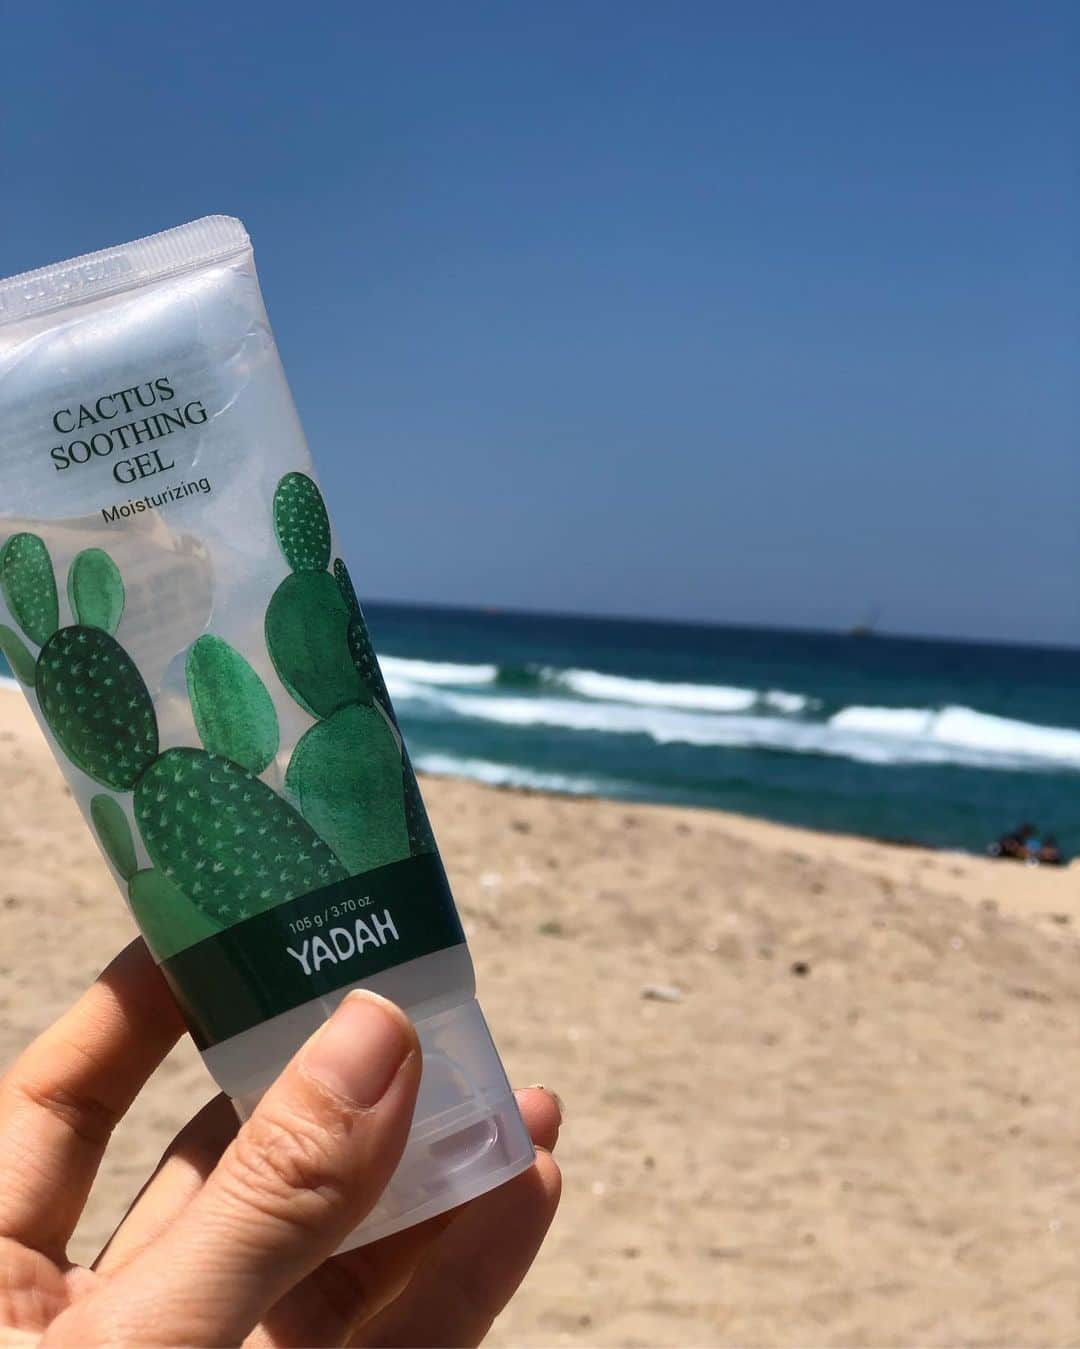 CACTUS
SOOTHING
GEL
Moisturizing
105 g / 3.70 oz.
YADAH